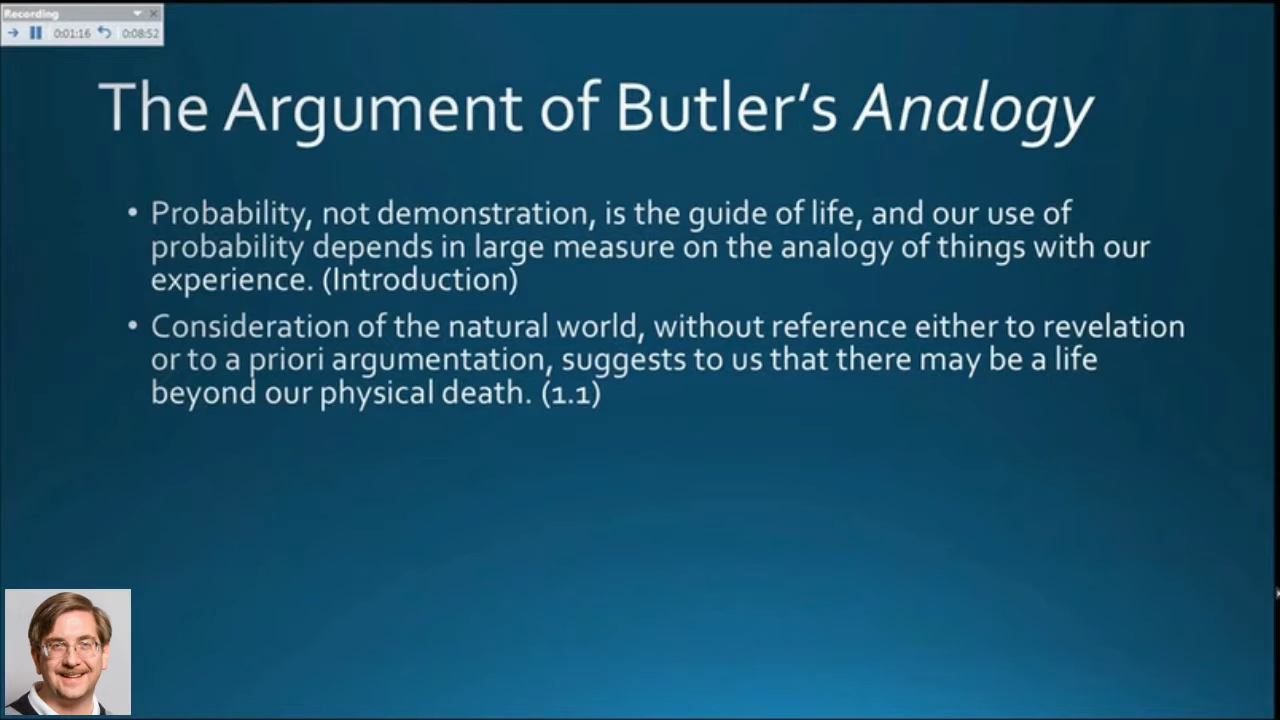 Recording
0:01:16 0:08:52
The Argument of Butler's Analogy
• Probability, not demonstration, is the guide of life, and our use of
probability depends in large measure on the analogy of things with our
experience. (Introduction)
• Consideration of the natural world, without reference either to revelation
or to a priori argumentation, suggests to us that there may be a life
beyond our physical death. (1.1)